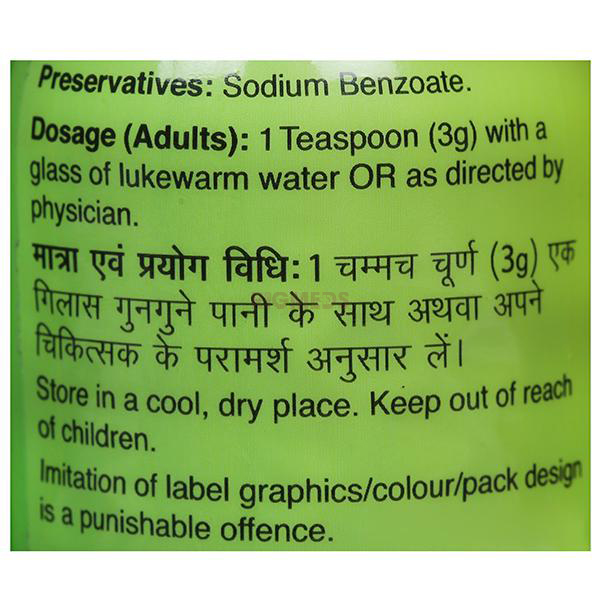 Preservatives: Sodium Benzoate.
Dosage (Adults): 1 Teaspoon (3g) with a
glass of lukewarm water OR as directed by
physician.
मात्रा एवं प्रयोग विधि: 1 चम्मच चूर्ण (3g) एक
गिलास गुनगुने पानी के साथ अथवा अपने
चिकित्सक के परामर्श अनुसार लें।
Store in a cool, dry place. Keep out of reach
of children.
Imitation of label graphics/colour/pack design
is a punishable offence.